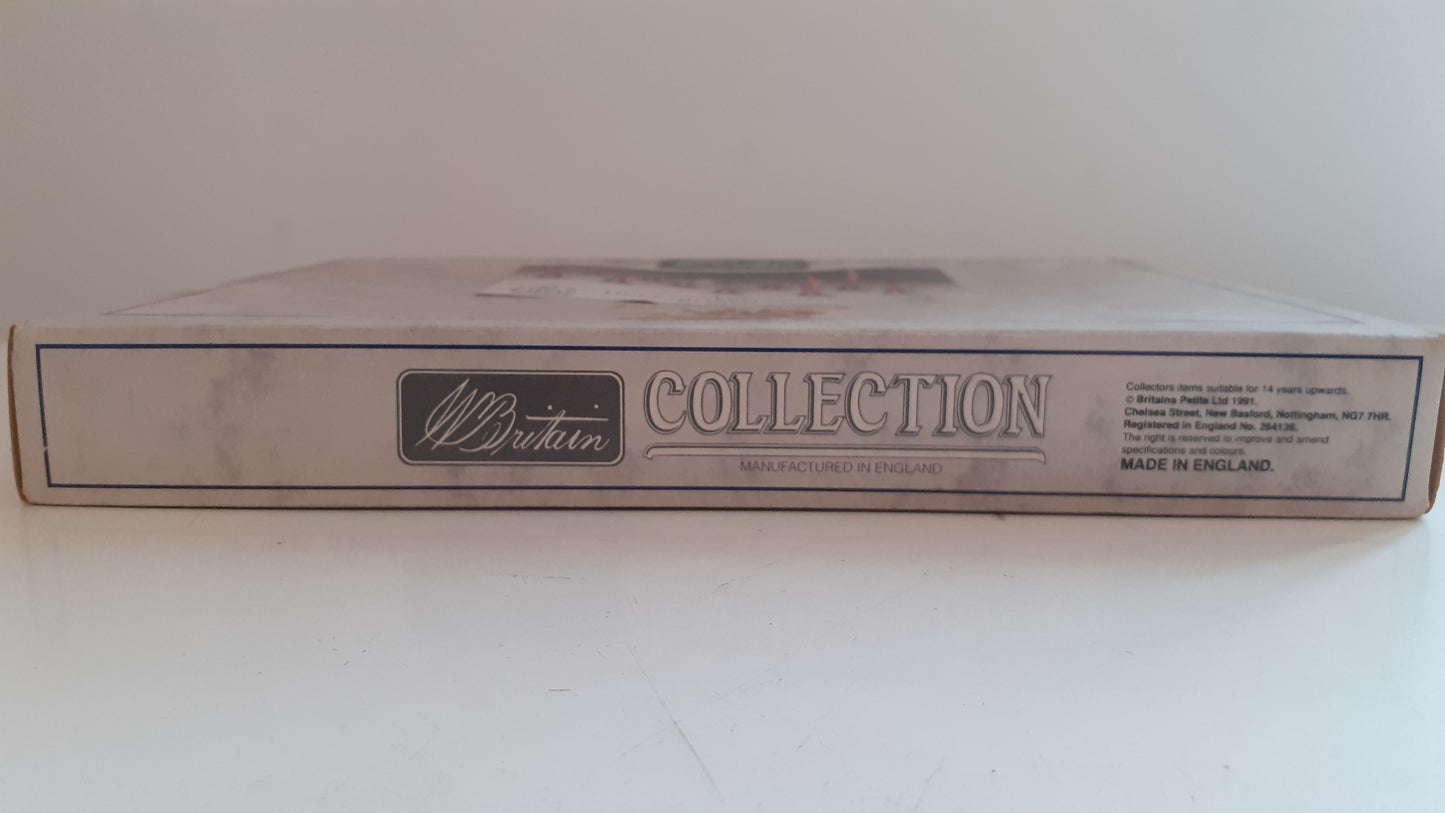 WBritain
COLLECTION
MANUFACTURED IN ENGLAND
Collectors items suitable for 14 years upwards.
© Britains Petite Ltd 1991.
Chelsea Street, New Basford, Nottingham, NG7 7HR.
Registered in England No. 284136.
The right is reserved to improve and amend
specifications and colours.
MADE IN ENGLAND.